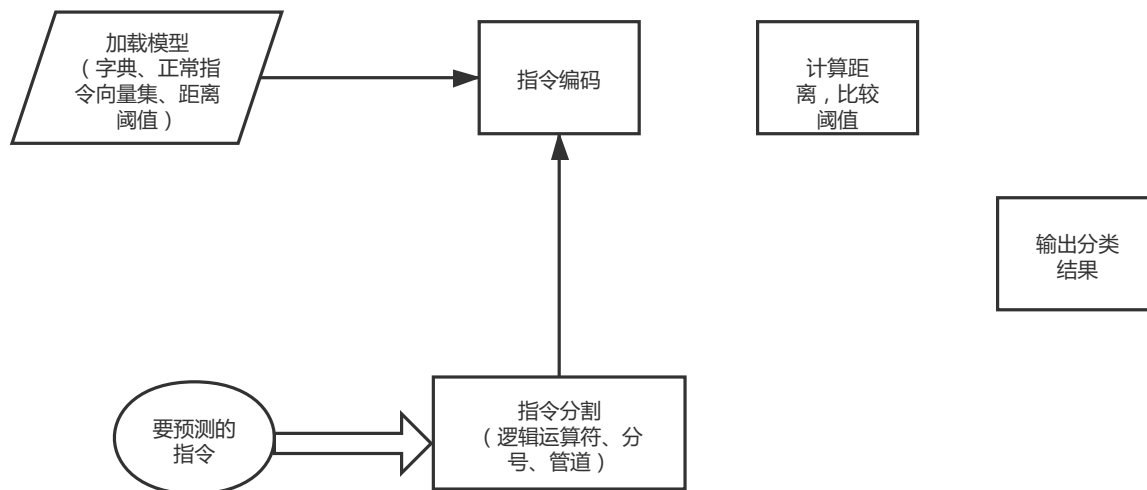 加载模型
（字典、正常指
令向量集、距离
阈值）
指令编码
计算距
离，比较
阈值
输出分类
结果
要预测的
指令
指令分割
（逻辑运算符、分
号、管道）